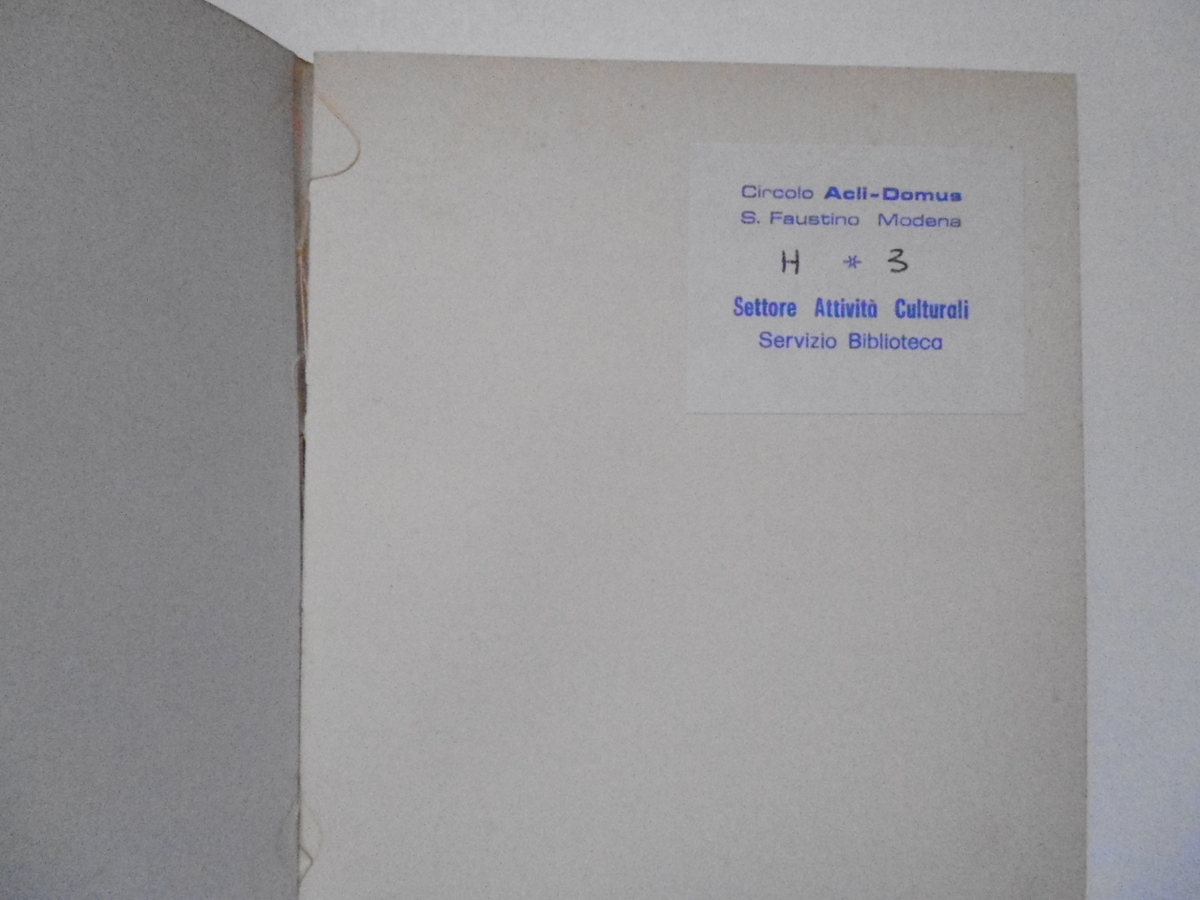 Circolo Acli-Domus
S. Faustino Modena
H * 3
Settore Attività Culturali
Servizio Biblioteca